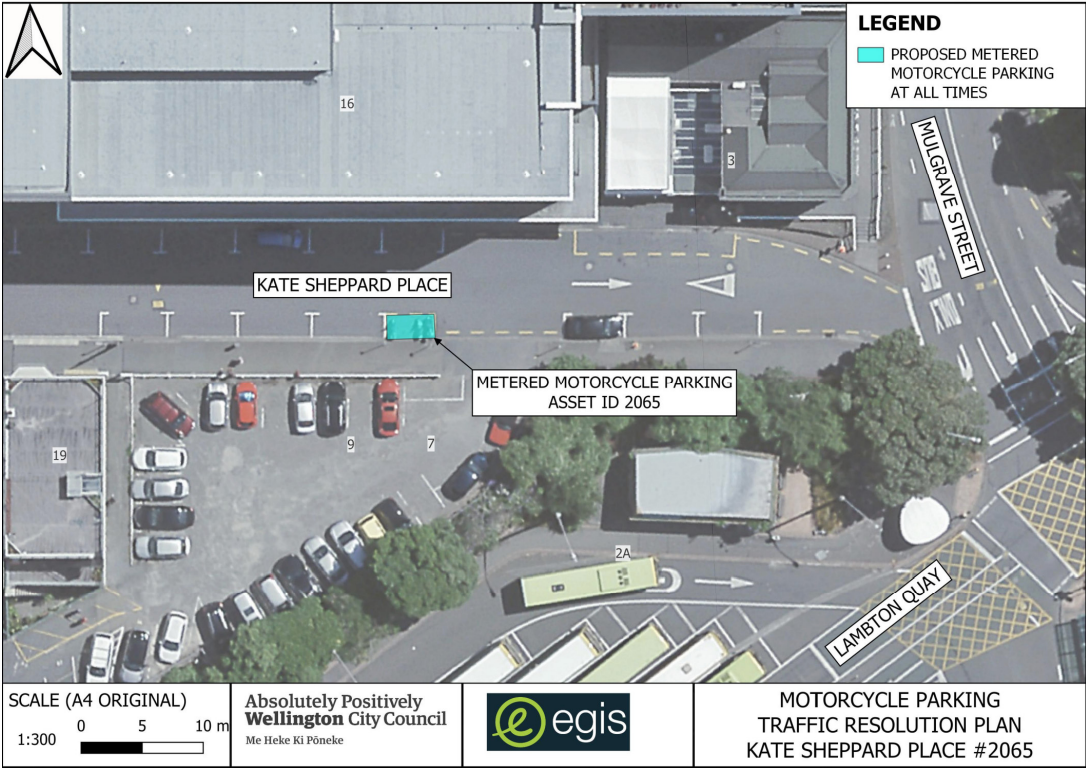 LEGEND
PROPOSED METERED
MOTORCYCLE PARKING
AT ALL TIMES
16
3
MULGRAVE STREET
BUS
ONLY
KATE SHEPPARD PLACE
METERED MOTORCYCLE PARKING
ASSET ID 2065
19
9
7
2A
LAMBTON QUAY
SCALE (A4 ORIGINAL)
1:300
0 5 10 m
Absolutely Positively
Wellington City Council
Me Heke Ki Pōneke
e egis
MOTORCYCLE PARKING
TRAFFIC RESOLUTION PLAN
KATE SHEPPARD PLACE #2065